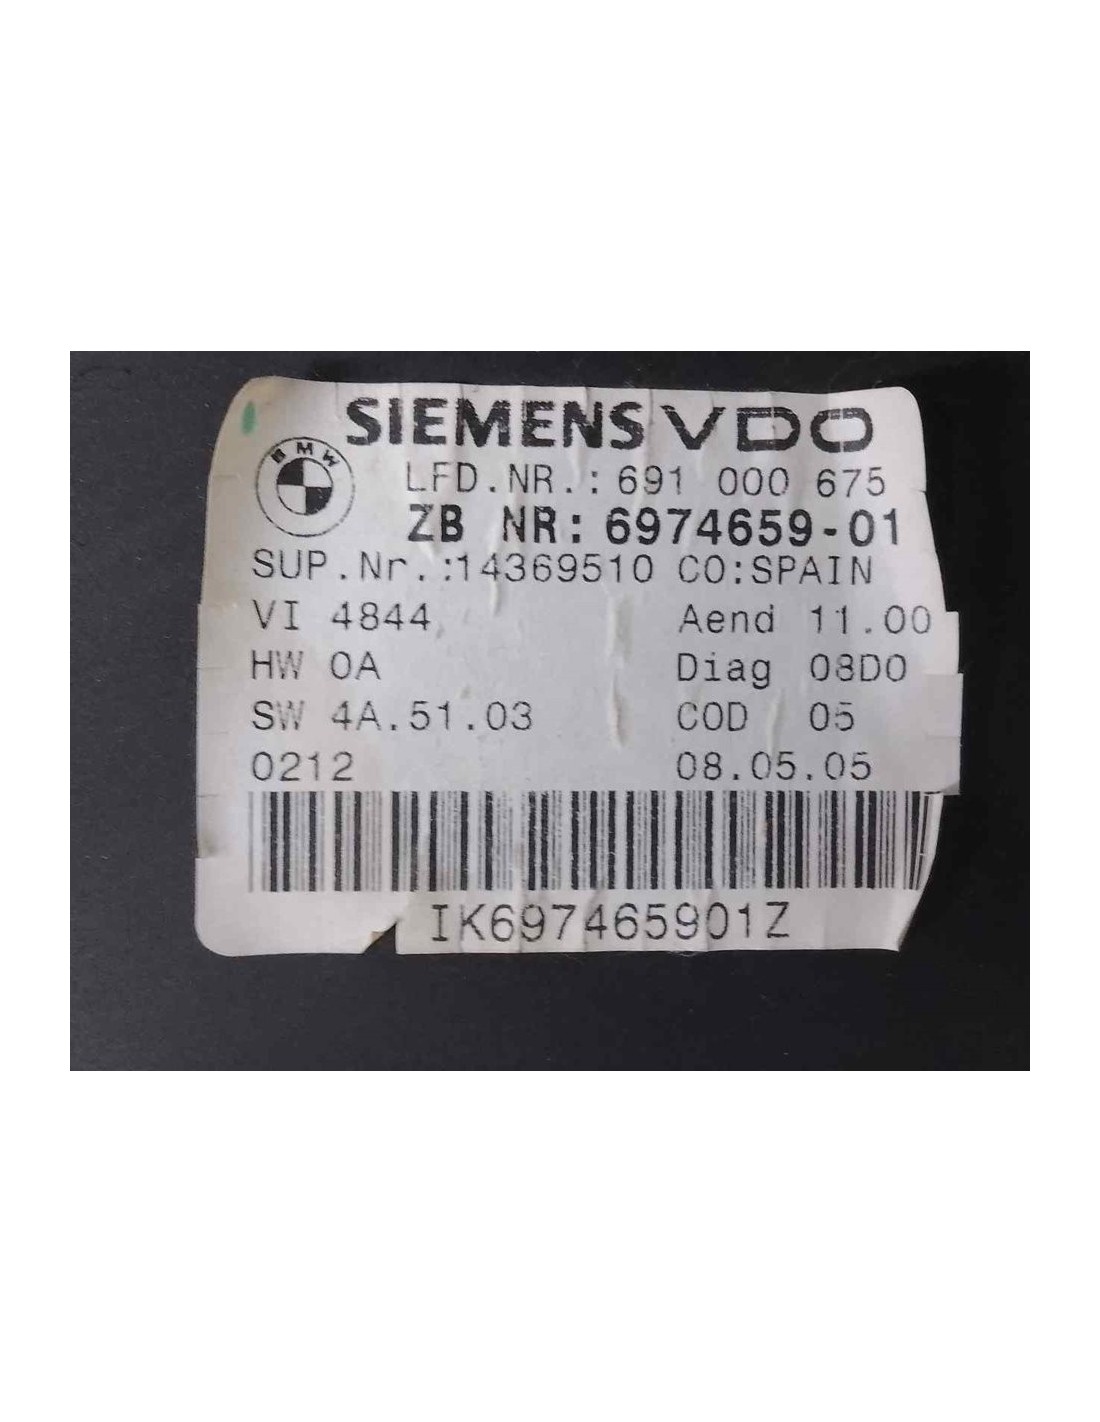 SIEMENS VDO
BMW
LFD.NR.: 691 000 675
ZB NR: 6974659-01
SUP.Nr.:14369510 CO:SPAIN
VI 4844 Aend 11.00
HW 0A Diag 08D0
SW 4A.51.03 COD 05
0212 08.05.05
IK697465901Z